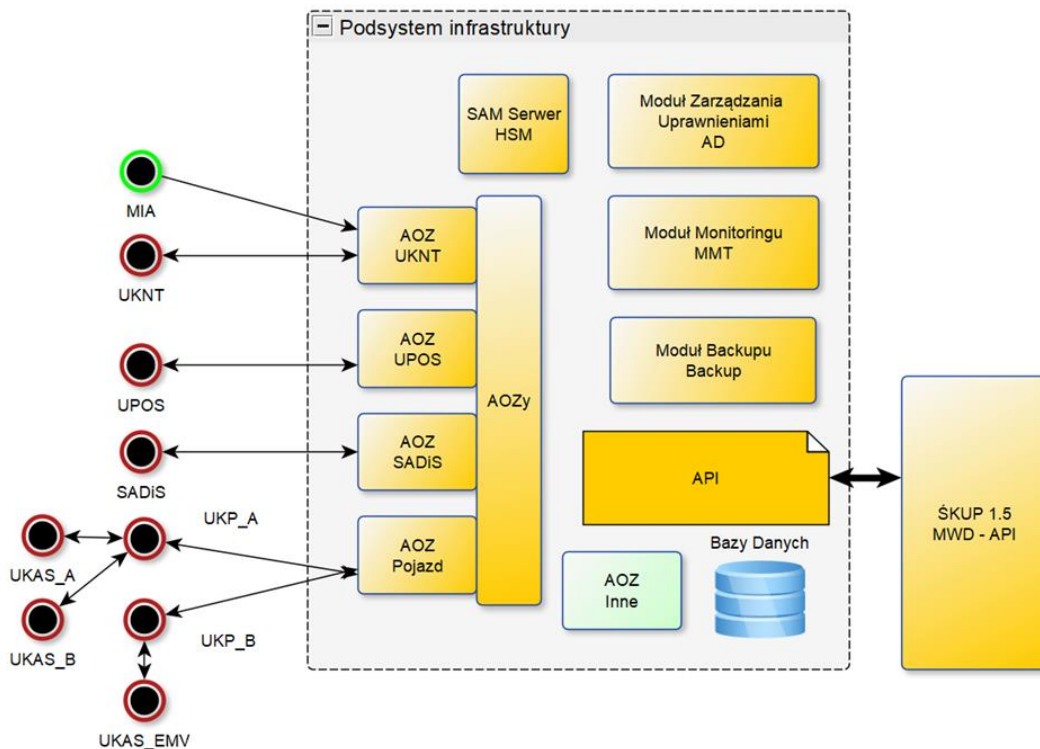 Podsystem infrastruktury
SAM Serwer
HSM
Moduł Zarządzania
Uprawnieniami
AD
MIA
AOZ
UKNT
Moduł Monitoringu
MMT
UKNT
AOZ
UPOS
Moduł Backupu
Backup
UPOS
AOZy
AOZ
SADiS
API
SADiS
ŚKUP 1.5
MWD - API
UKP_A
AOZ
Pojazd
Bazy Danych
UKAS_A
AOZ
Inne
UKAS_B
UKP_B
UKAS_EMV